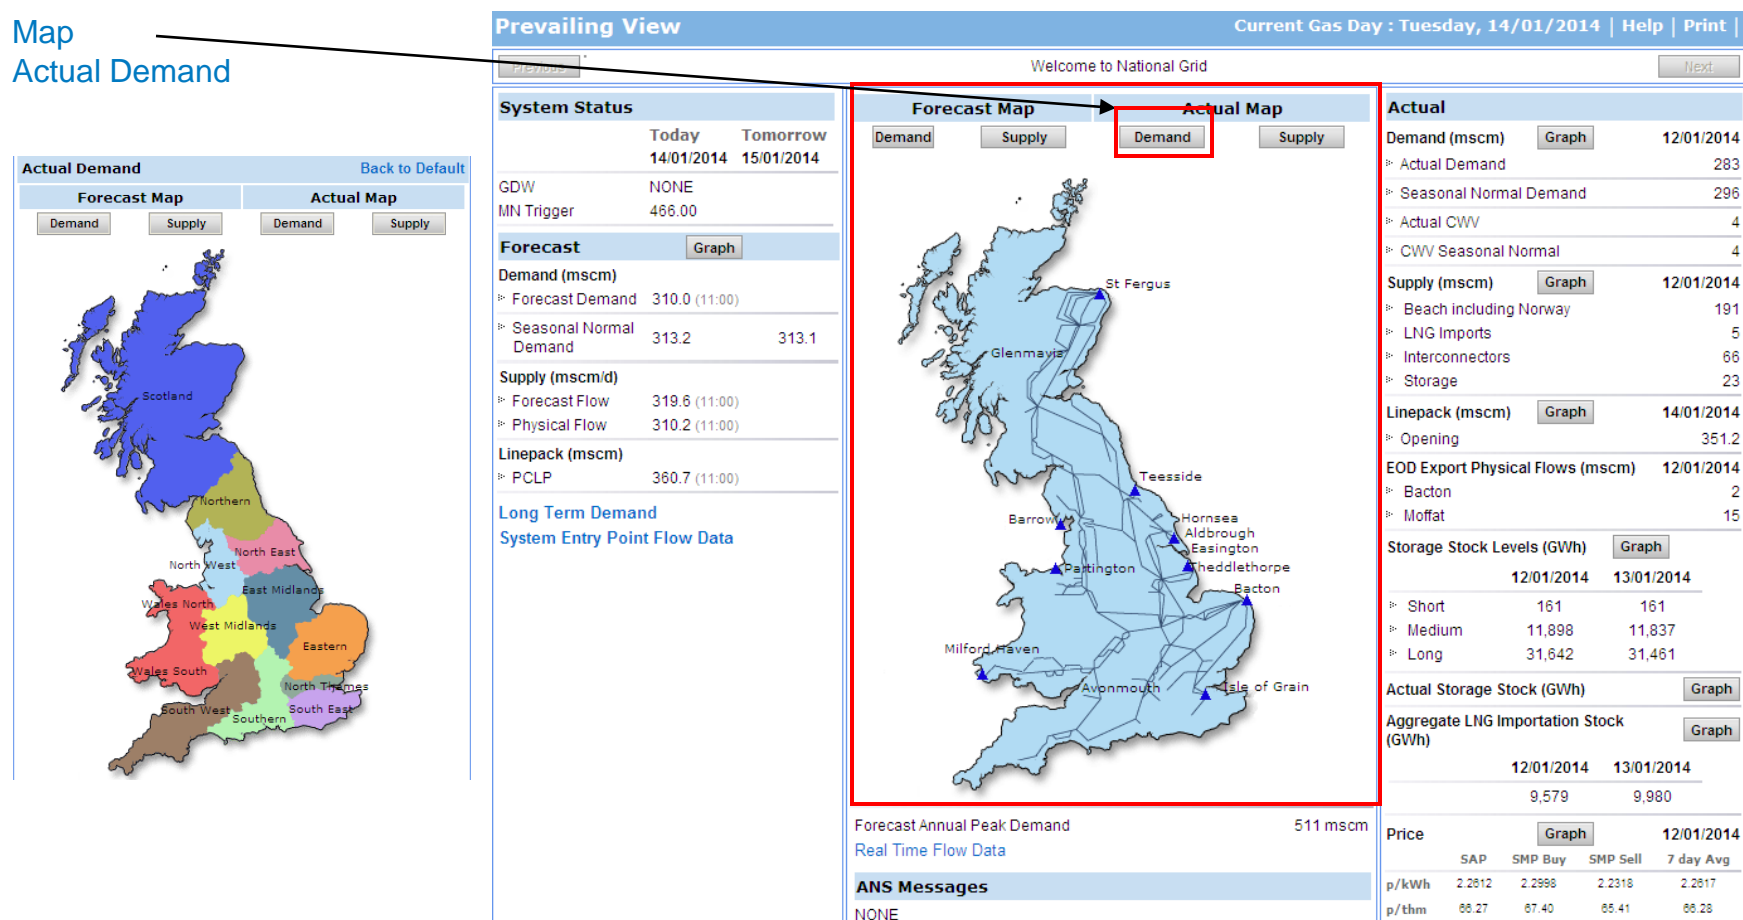 Map
Actual Demand
Actual Demand
Back to Default
Forecast Map
Actual Map
Demand
Supply
Demand
Supply
Scotland
Northern
North East
North West
East Midlands
Wales North
West Midlands
Eastern
Wales South
North Thames
South West
South East
Southern
Prevailing View
Current Gas Day : Tuesday, 14/01/2014 | Help | Print |
Previous
Welcome to National Grid
Next
System Status
Today Tomorrow
14/01/2014 15/01/2014
GDW NONE
MN Trigger 466.00
Forecast Graph
Demand (mscm)
Forecast Demand 310.0 (11:00)
Seasonal Normal
Demand
313.2 313.1
Supply (mscm/d)
Forecast Flow 319.6 (11:00)
Physical Flow 310.2 (11:00)
Linepack (mscm)
PCLP 360.7 (11:00)
Long Term Demand
System Entry Point Flow Data
Forecast Map
Actual Map
Demand
Supply
Demand
Supply
St Fergus
Glenmavis
Teesside
Barrow
Hornsea
Aldbrough
Easington
Partington
Theddlethorpe
Bacton
Milford Haven
Avonmouth
Isle of Grain
Forecast Annual Peak Demand 511 mscm
Real Time Flow Data
ANS Messages
NONE
Actual
Demand (mscm) Graph 12/01/2014
Actual Demand 283
Seasonal Normal Demand 296
Actual CWV 4
CWV Seasonal Normal 4
Supply (mscm) Graph 12/01/2014
Beach including Norway 191
LNG Imports 5
Interconnectors 66
Storage 23
Linepack (mscm) Graph 14/01/2014
Opening 351.2
EOD Export Physical Flows (mscm) 12/01/2014
Bacton 2
Moffat 15
Storage Stock Levels (GWh) Graph
12/01/2014 13/01/2014
Short 161 161
Medium 11,898 11,837
Long 31,642 31,461
Actual Storage Stock (GWh) Graph
Aggregate LNG Importation Stock
(GWh)
Graph
12/01/2014 13/01/2014
9,579 9,980
Price Graph 12/01/2014
SAP SMP Buy SMP Sell 7 day Avg
p/kWh 2.2612 2.2998 2.2318 2.2617
p/thm 66.27 67.40 65.41 66.28